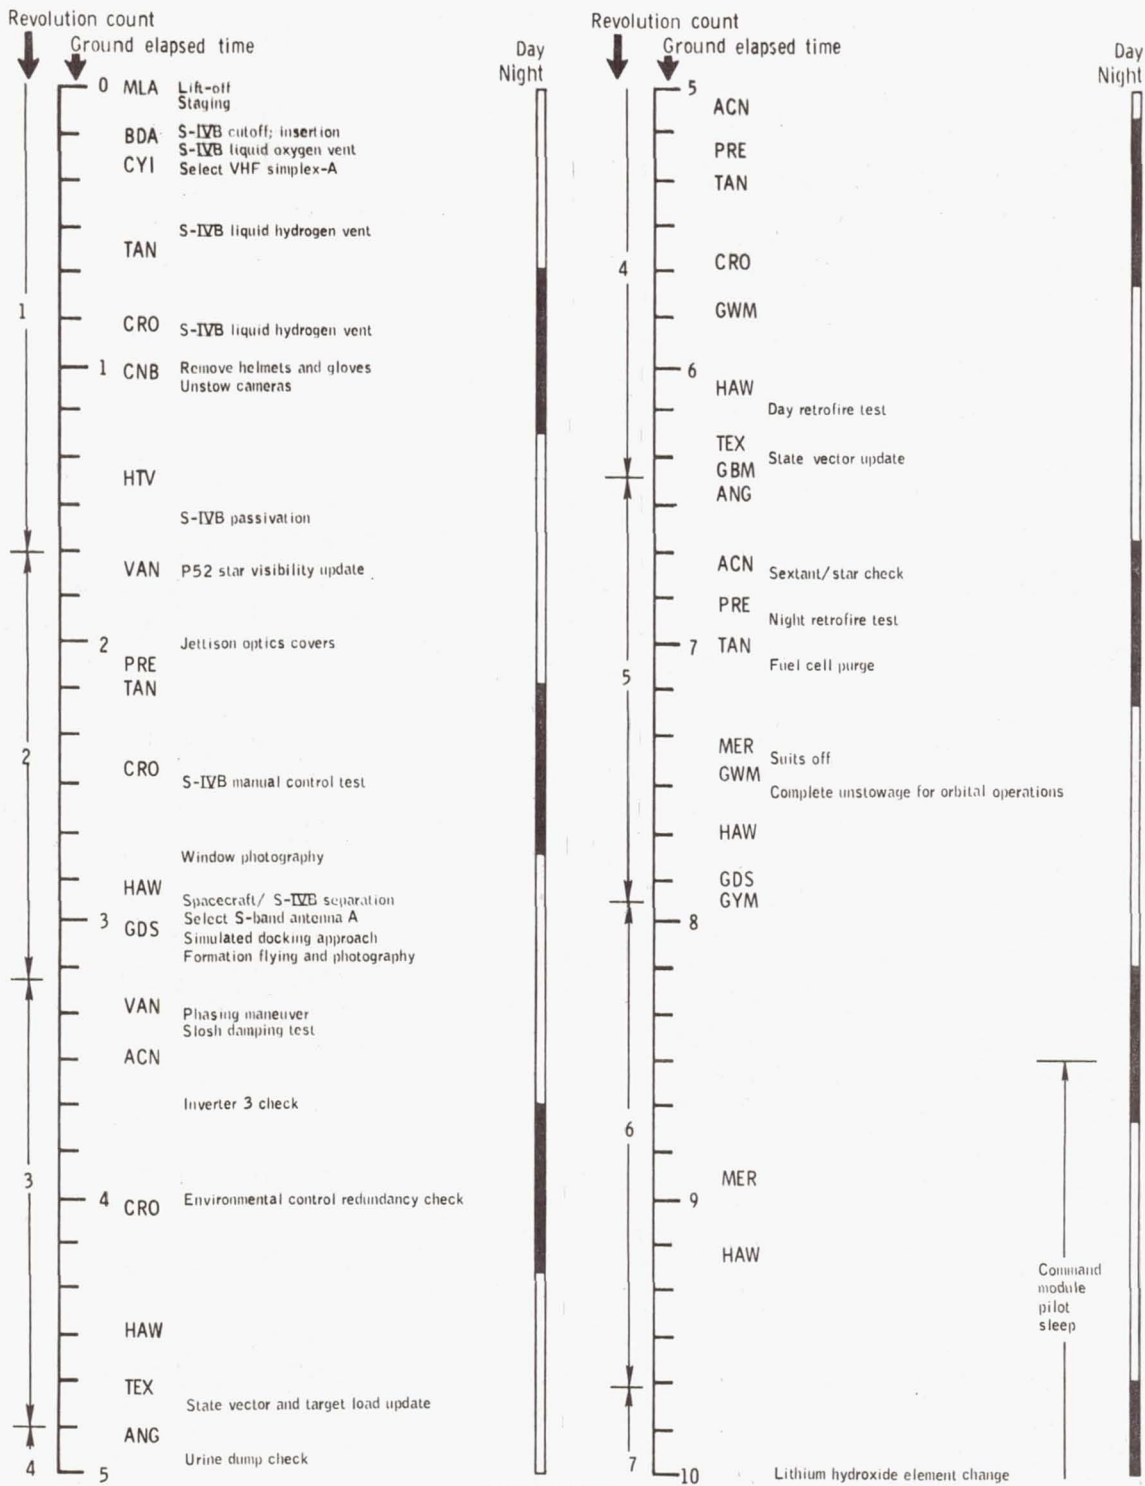 Revolution count
Ground elapsed time
Day
Night
0 MLA Lift-off
Staging
BDA S-IVB cutoff; insertion
S-IVB liquid oxygen vent
CYI Select VHF simplex-A
S-IVB liquid hydrogen vent
TAN
1
CRO S-IVB liquid hydrogen vent
1 CNB Remove helmets and gloves
Unstow cameras
HTV
S-IVB passivation
VAN P52 star visibility update
2 Jettison optics covers
PRE
TAN
2
CRO
S-IVB manual control test
Window photography
HAW
Spacecraft/ S-IVB separation
3 Select S-band antenna A
GDS
Simulated docking approach
Formation flying and photography
VAN
Phasing maneuver
Slosh damping test
ACN
Inverter 3 check
3
4 CRO Environmental control redundancy check
HAW
TEX
State vector and target load update
ANG
Urine dump check
4
5
Revolution count
Ground elapsed time
Day
Night
5
ACN
PRE
TAN
4
CRO
GWM
6
HAW
Day retrofire test
TEX
State vector update
GBM
ANG
ACN
Sextant/star check
PRE
Night retrofire test
7 TAN
Fuel cell purge
5
MER
Suits off
GWM
Complete unstowage for orbital operations
HAW
GDS
GYM
8
6
MER
9
HAW
Command
module
pilot
sleep
7
10 Lithium hydroxide element change